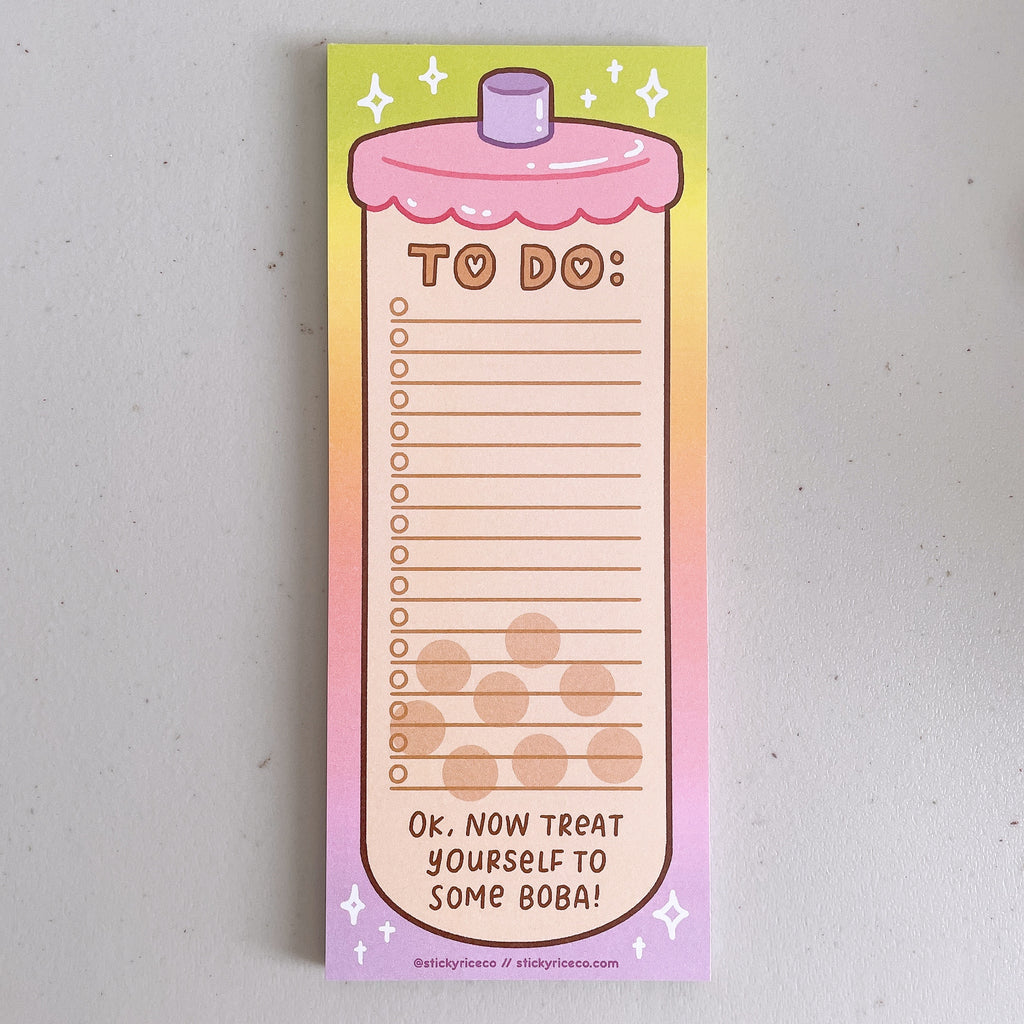 TO DO:
OK, NOW TREAT
YOURSELF TO
SOME BOBA!
@stickyriceco // stickyriceco.com